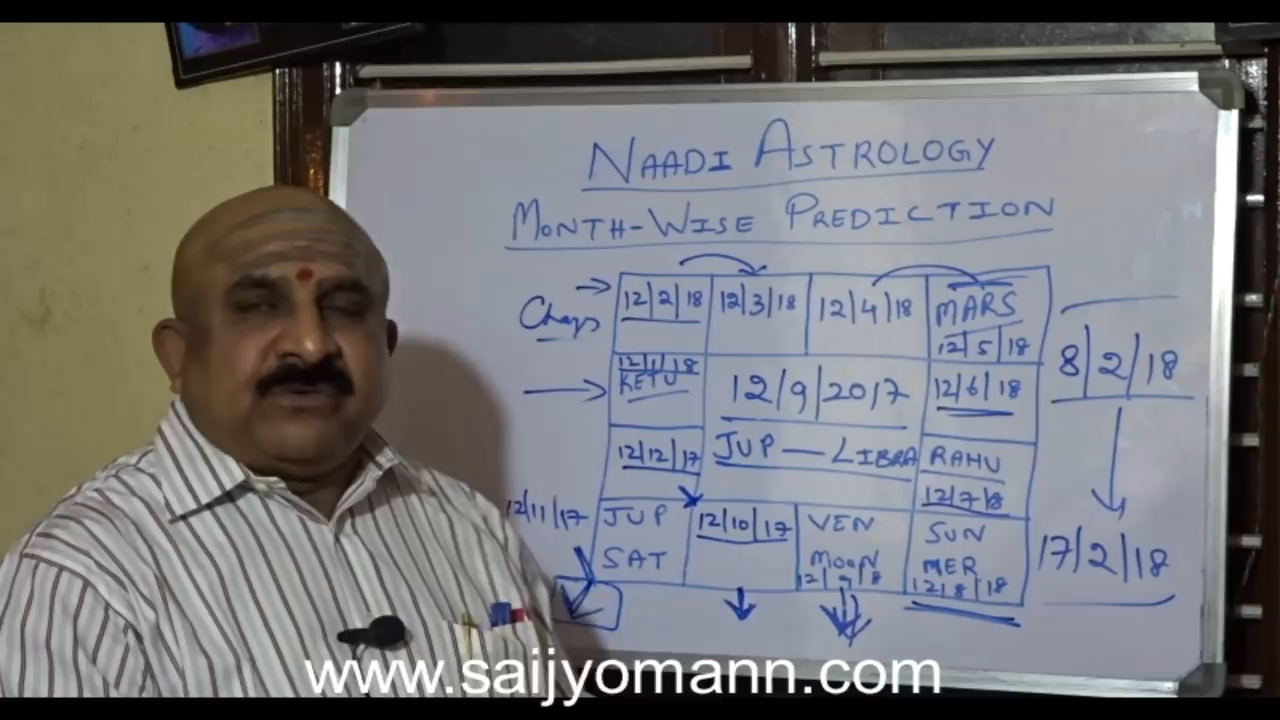 NAADI ASTROLOGY
MONTH-WISE PREDICTION
12/2/18 12/3/18 12/4/18 MARS
12/5/18
12/1/18
KETU
12/9/2017
12/6/18
8/2/18
12/12/17
JUP — LIBRA
RAHU
12/7/18
12/11/17
JUP
SAT
12/10/17
VEN
MOON
SUN
MER
12/8/18
17/2/18
www.saijyomann.com